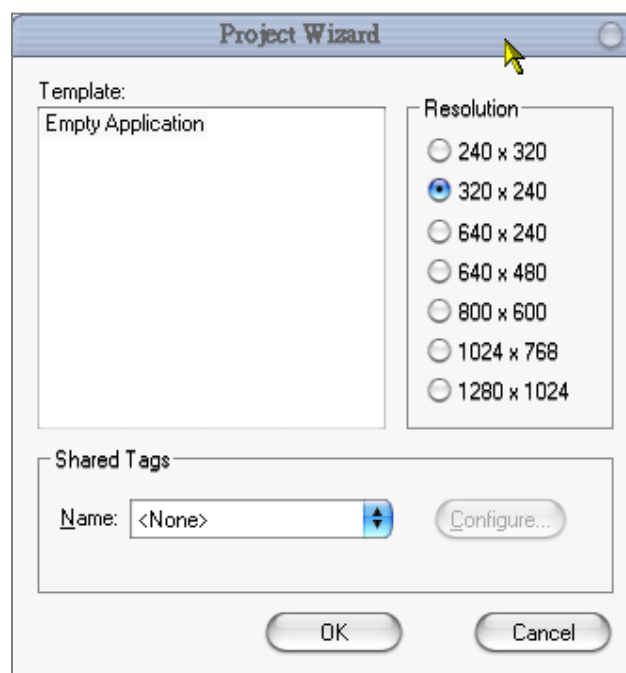 Project Wizard
Template:
Empty Application
Resolution
240 x 320
320 x 240
640 x 240
640 x 480
800 x 600
1024 x 768
1280 x 1024
Shared Tags
Name:
<None>
Configure...
OK
Cancel